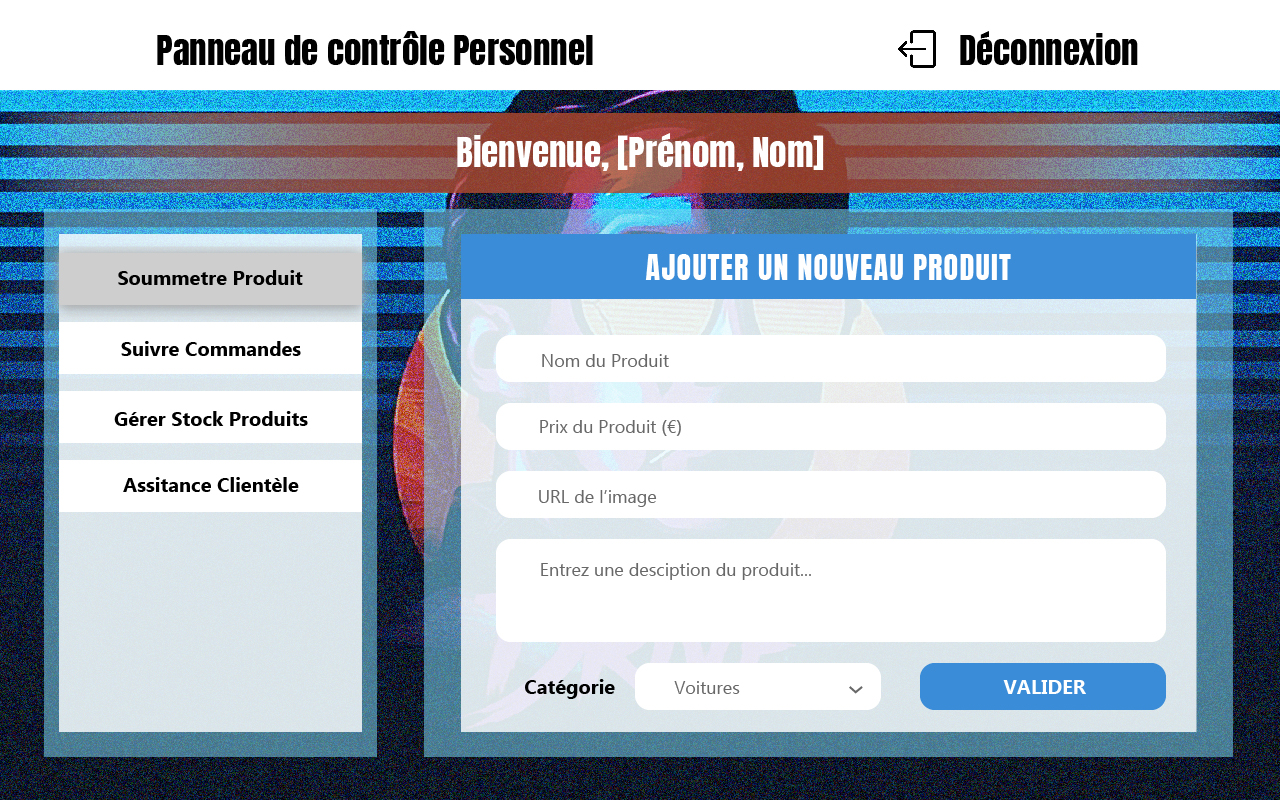 Panneau de contrôle Personnel
Déconnexion
Bienvenue, [Prénom, Nom]
Soummetre Produit
Suivre Commandes
Gérer Stock Produits
Assitance Clientèle
AJOUTER UN NOUVEAU PRODUIT
Nom du Produit
Prix du Produit (€)
URL de l’image
Entrez une desciption du produit...
Catégorie
Voitures
VALIDER